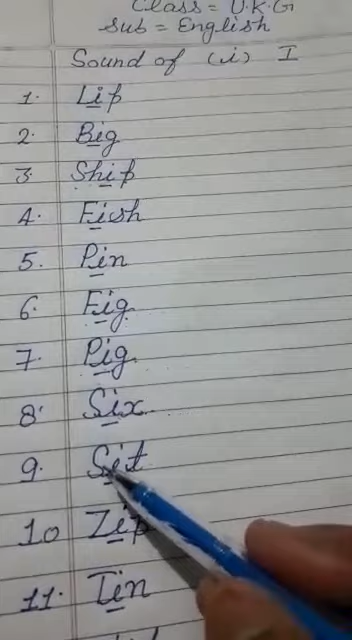 Class = U.K.G
Sub = English
Sound of (i) I
1. Lip
2. Big
3. Ship
4. Fish
5. Pin
6. Fig
7. Pig
8. Six
9. Sit
10 Zip
11. Tin